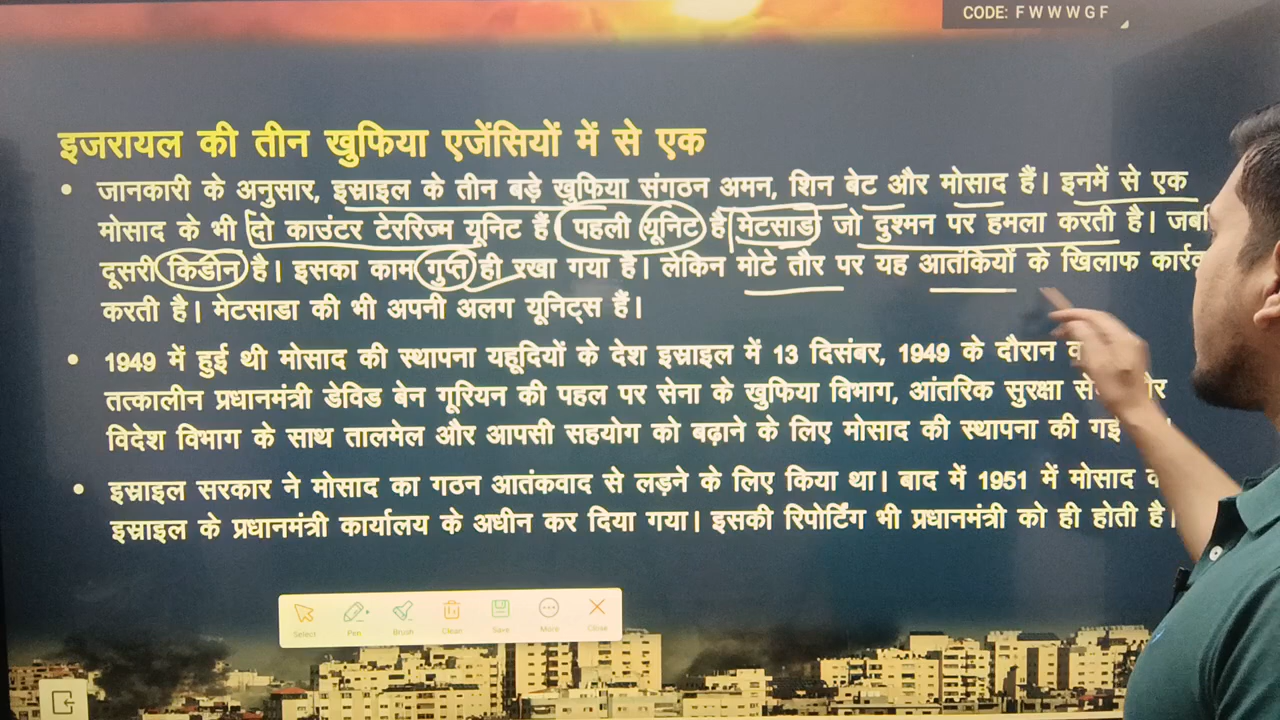 CODE: F W W W G F
इजरायल की तीन खुफिया एजेंसियों में से एक
• जानकारी के अनुसार, इस्राइल के तीन बड़े खुफिया संगठन अमन, शिन बेट और मोसाद हैं। इनमें से एक
मोसाद के भी दो काउंटर टेररिज्म यूनिट हैं पहली यूनिट है मेटसाडा जो दुश्मन पर हमला करती है।
दूसरी किडोन है। इसका काम गुप्त ही रखा गया है। लेकिन मोटे तौर पर यह आतंकियों के खिलाफ
करती है। मेटसाडा की भी अपनी अलग यूनिट्स हैं।
• 1949 में हुई थी मोसाद की स्थापना यहूदियों के देश इस्राइल में 13 दिसंबर, 1949 के दौरान
तत्कालीन प्रधानमंत्री डेविड बेन गूरियन की पहल पर सेना के खुफिया विभाग, आंतरिक सुरक्षा
विदेश विभाग के साथ तालमेल और आपसी सहयोग को बढ़ाने के लिए मोसाद की स्थापना की गई
• इस्राइल सरकार ने मोसाद का गठन आतंकवाद से लड़ने के लिए किया था। बाद में 1951 में मोसाद
इस्राइल के प्रधानमंत्री कार्यालय के अधीन कर दिया गया। इसकी रिपोर्टिंग भी प्रधानमंत्री को ही होती है।
Select Pen Brush Clean Save More Close